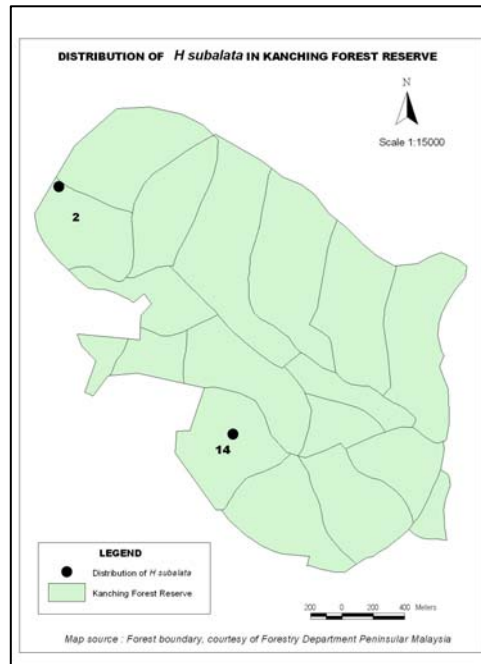 DISTRIBUTION OF H subalata IN KANCHING FOREST RESERVE
N
Scale 1:15000
2
14
LEGEND
Distribution of H subalata
Kanching Forest Reserve
200 0 200 400 Meters
Map source : Forest boundary, courtesy of Forestry Department Peninsular Malaysia